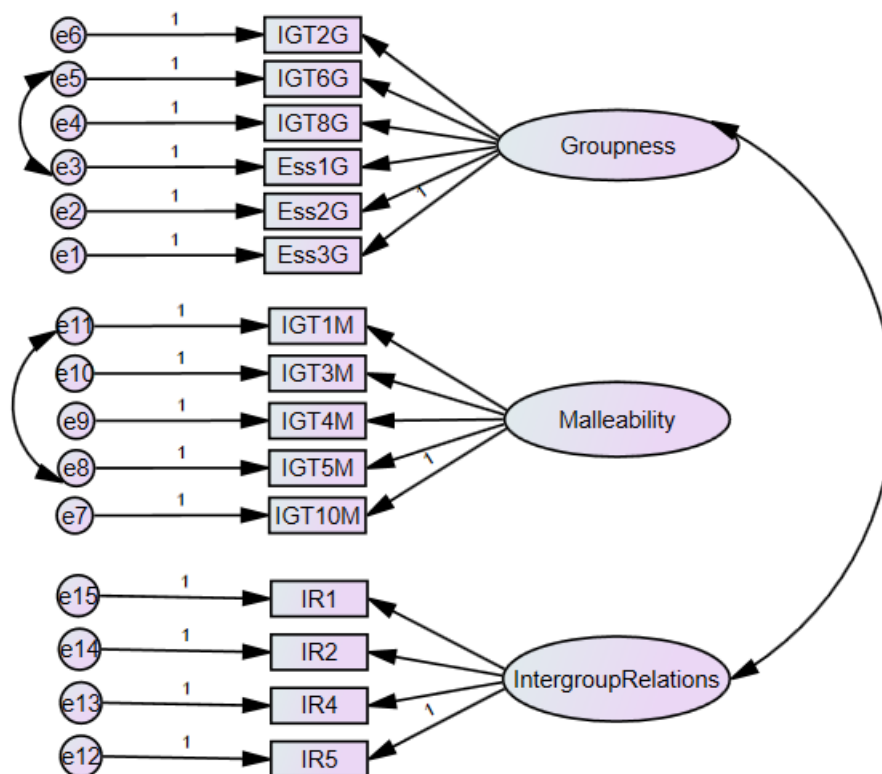 e6 1 IGT2G
e5 1 IGT6G
e4 1 IGT8G
Groupness
e3 1 Ess1G
e2 1 Ess2G 1
e1 1 Ess3G
e11 1 IGT1M
e10 1 IGT3M
e9 1 IGT4M
Malleability
e8 1 IGT5M 1
e7 1 IGT10M
e15 1 IR1
e14 1 IR2
IntergroupRelations
e13 1 IR4 1
e12 1 IR5